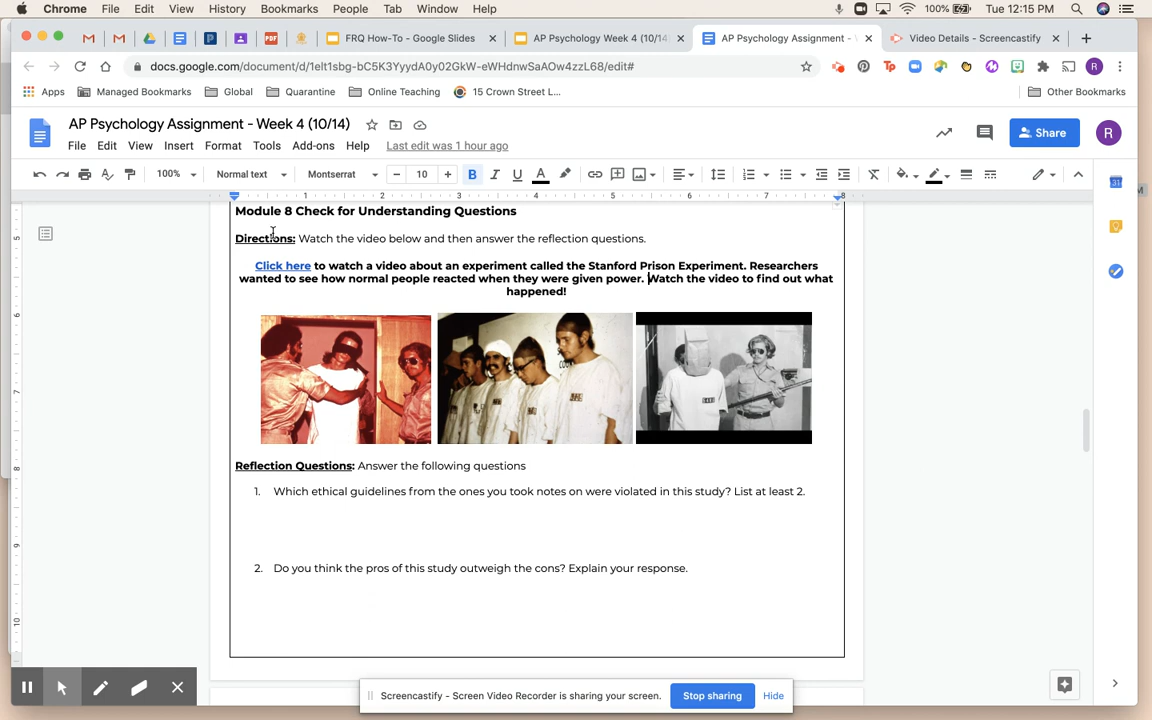 Chrome File Edit View History Bookmarks People Tab Window Help 100% Tue 12:15 PM
FRQ How-To - Google Slides AP Psychology Week 4 (10/14 AP Psychology Assignment - Video Details - Screencastify
docs.google.com/document/d/1elt1sbg-bC5K3YyydA0y02GkW-eWHdnwSaAOw4zzL68/edit#
Apps Managed Bookmarks Global Quarantine Online Teaching 15 Crown Street L... Other Bookmarks
AP Psychology Assignment - Week 4 (10/14)
Share
File Edit View Insert Format Tools Add-ons Help Last edit was 1 hour ago
100% Normal text Montserrat 10
1 2 3 4 5 6 7 8
Module 8 Check for Understanding Questions
Directions: Watch the video below and then answer the reflection questions.
Click here to watch a video about an experiment called the Stanford Prison Experiment. Researchers
wanted to see how normal people reacted when they were given power. Watch the video to find out what
happened!
Reflection Questions: Answer the following questions
1. Which ethical guidelines from the ones you took notes on were violated in this study? List at least 2.
2. Do you think the pros of this study outweigh the cons? Explain your response.
Screencastify - Screen Video Recorder is sharing your screen. Stop sharing Hide